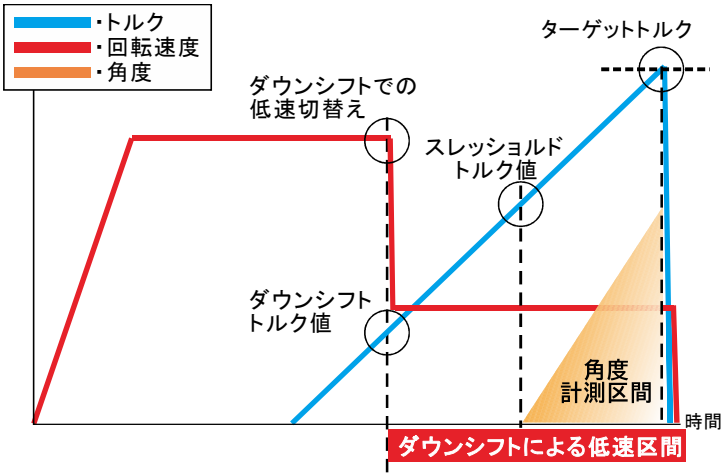 ・トルク
・回転速度
・角度
ターゲットトルク
ダウンシフトでの
低速切替え
スレッショルド
トルク値
ダウンシフト
トルク値
角度
計測区間
時間
ダウンシフトによる低速区間